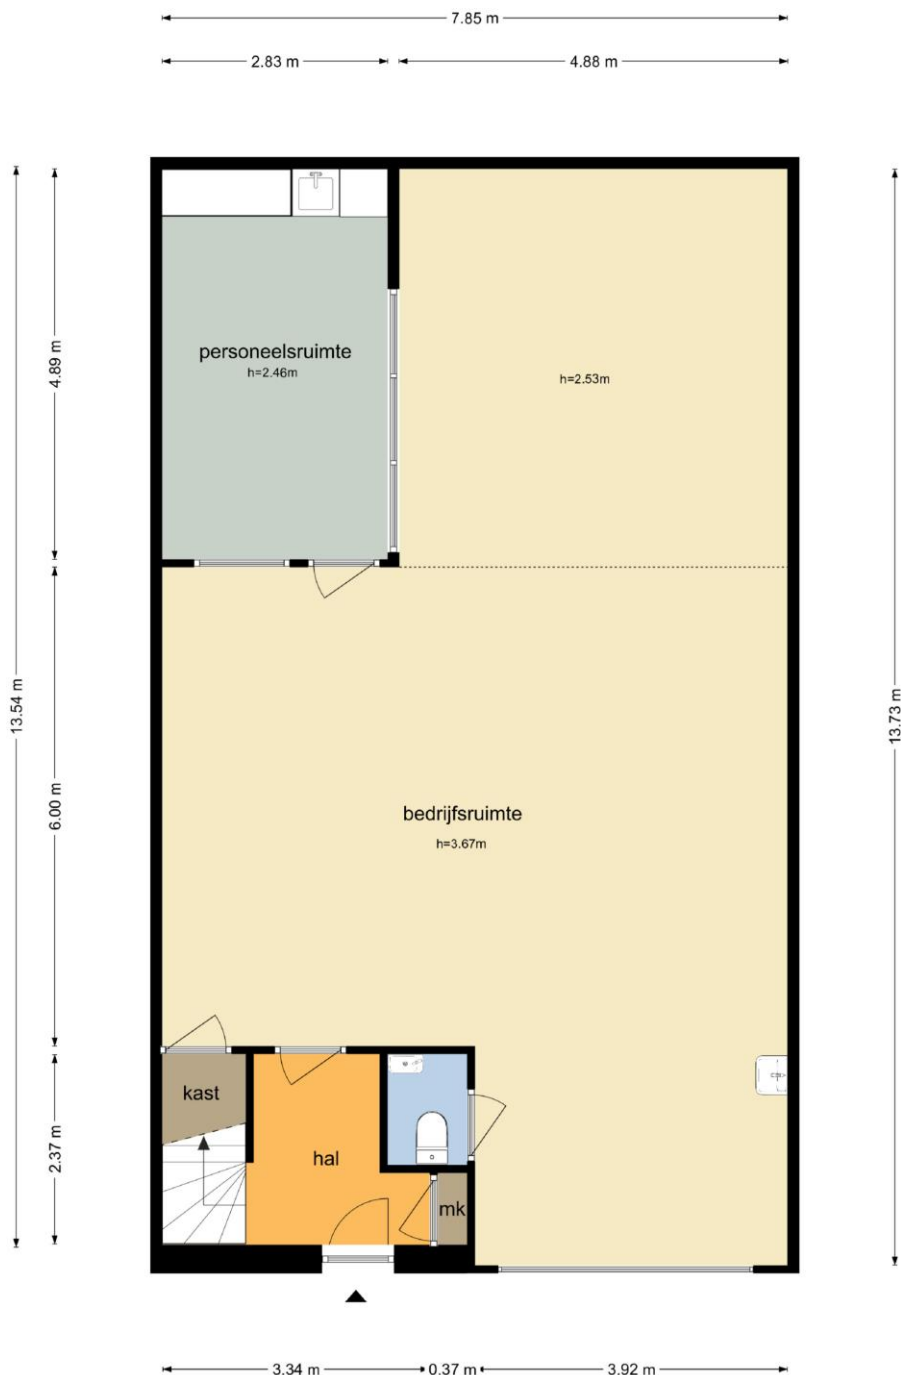 7.85 m
2.83 m
4.88 m
personeelsruimte
h=2.46m
h=2.53m
4.89 m
13.54 m
13.73 m
6.00 m
bedrijfsruimte
h=3.67m
kast
2.37 m
hal
mk
3.34 m
0.37 m
3.92 m